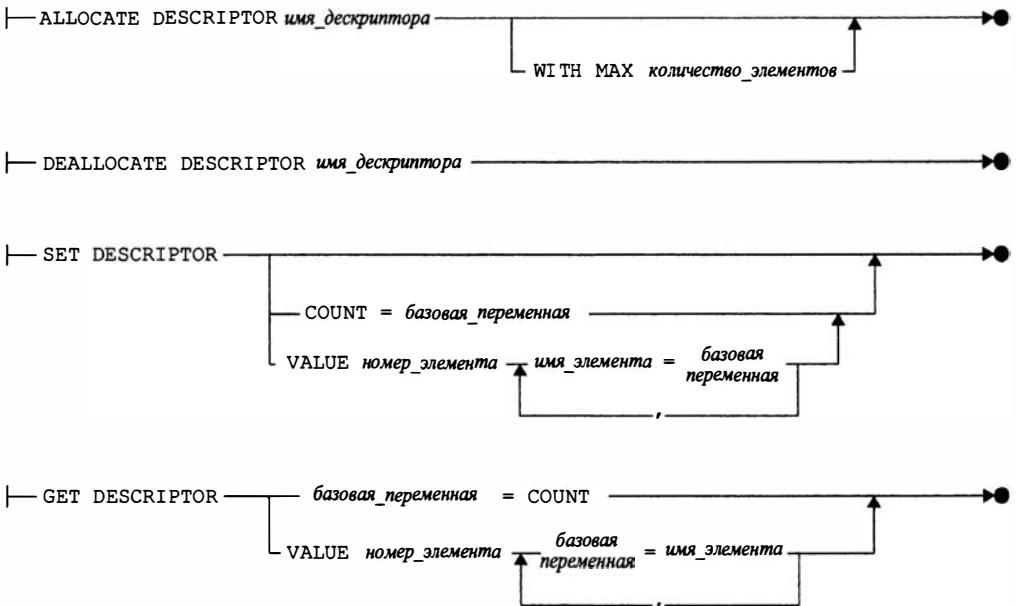 ALLOCATE DESCRIPTOR имя_дескриптора
WITH MAX количество_элементов
DEALLOCATE DESCRIPTOR имя_дескриптора
SET DESCRIPTOR
COUNT = базовая_переменная
VALUE номер_элемента имя_элемента = базовая переменная
,
GET DESCRIPTOR базовая_переменная = COUNT
VALUE номер_элемента базовая переменная = имя_элемента
,